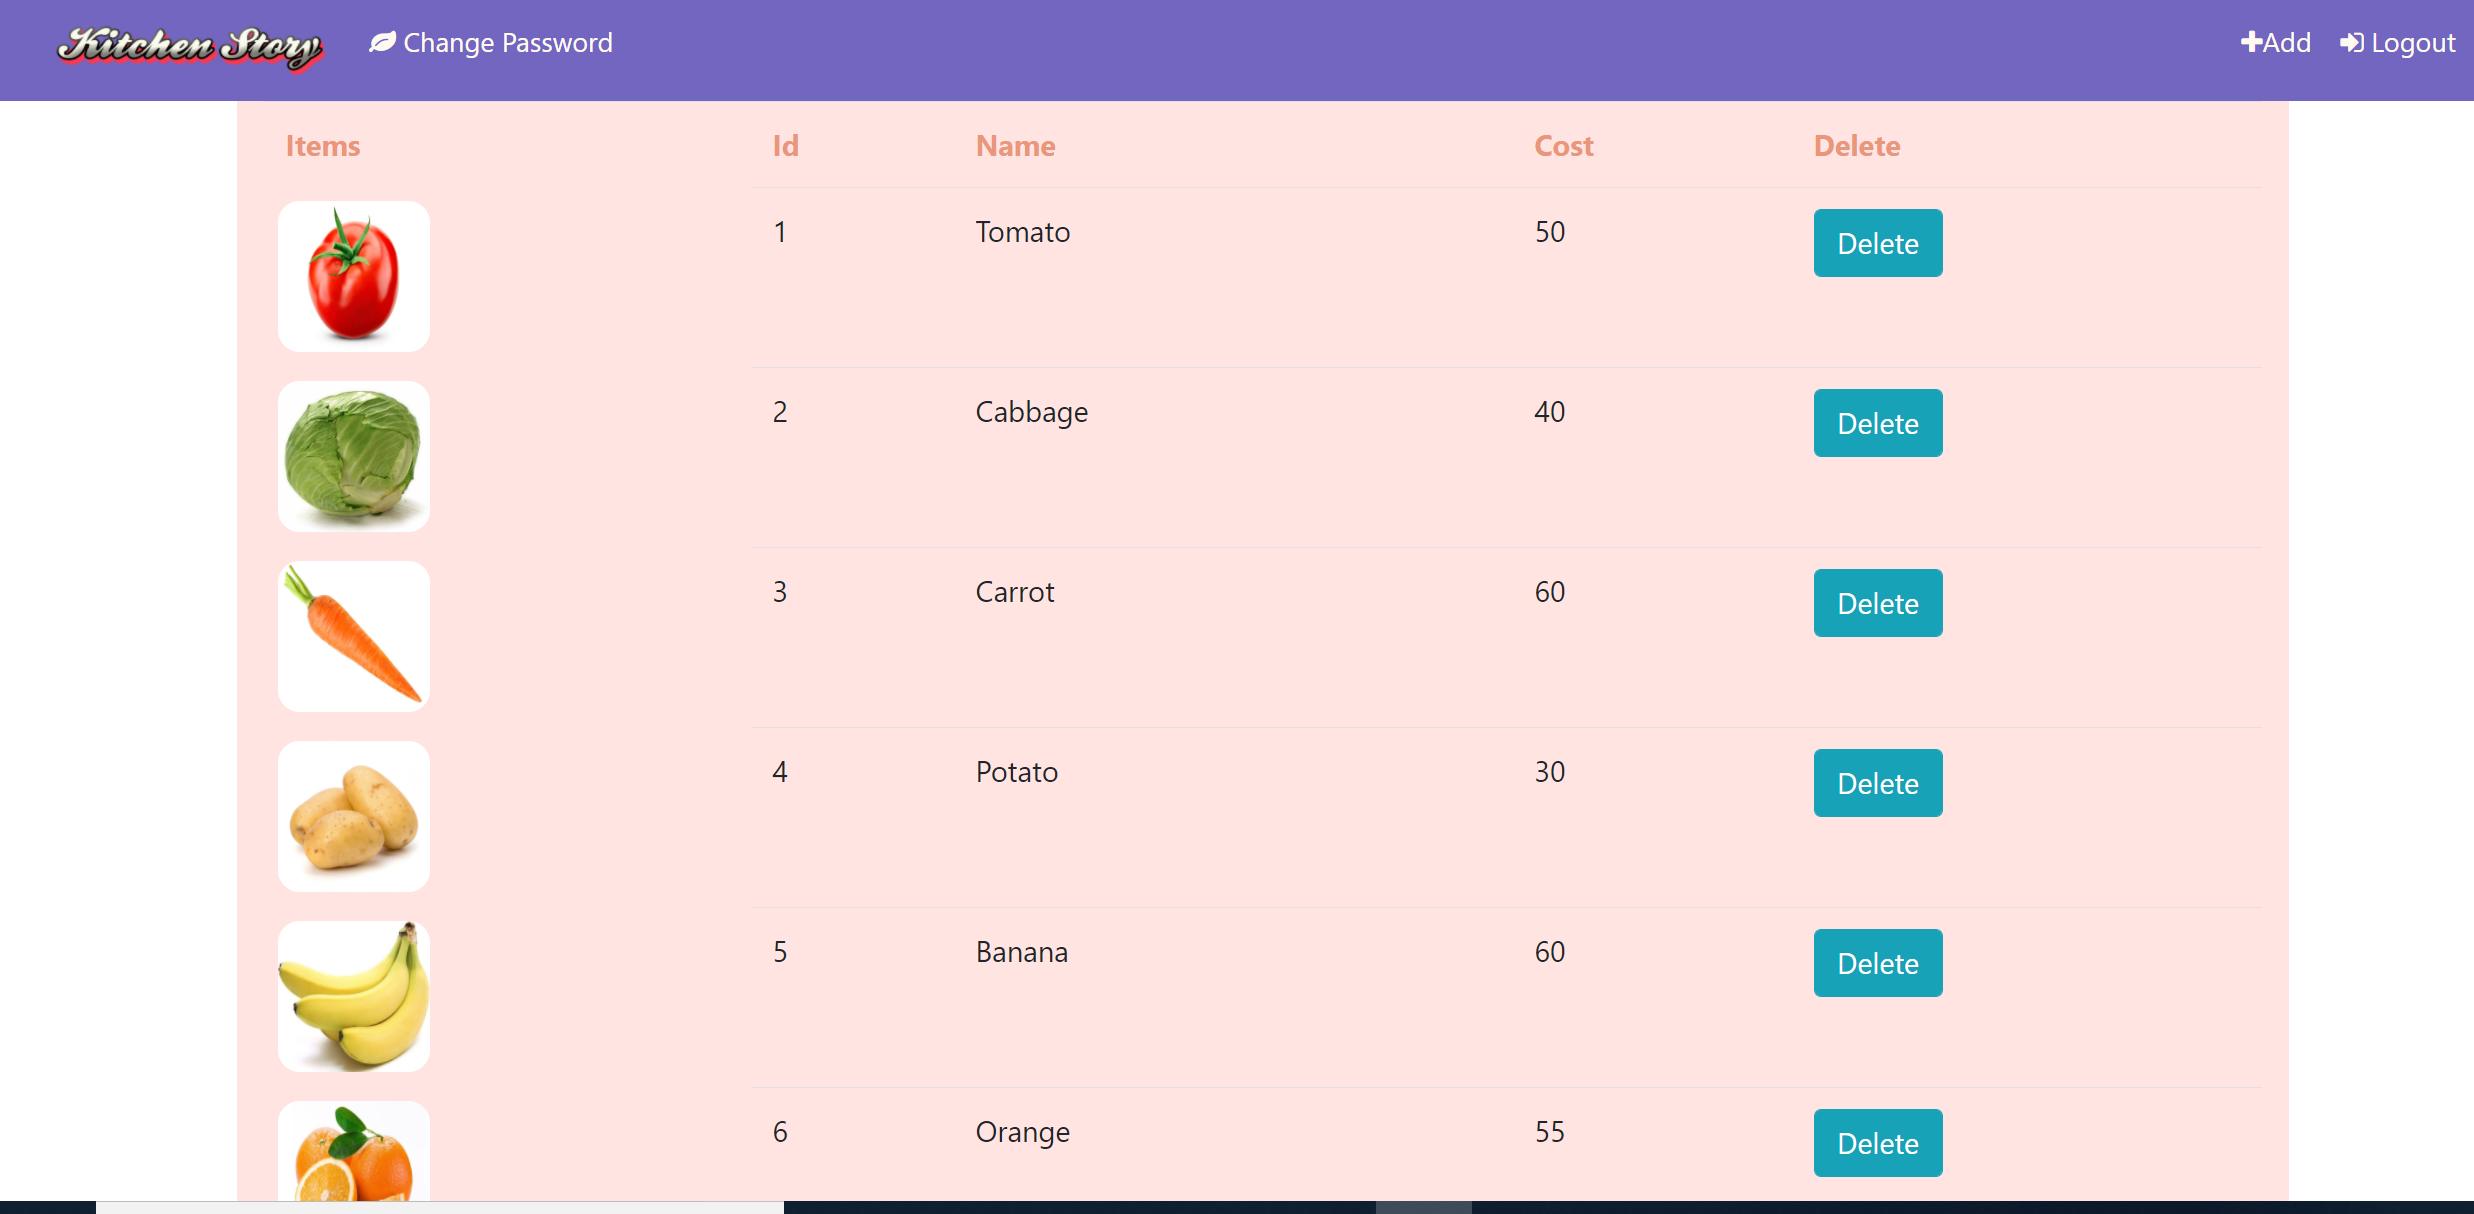 Kitchen Story Change Password Add Logout
Items Id Name Cost Delete
1 Tomato 50 Delete
2 Cabbage 40 Delete
3 Carrot 60 Delete
4 Potato 30 Delete
5 Banana 60 Delete
6 Orange 55 Delete